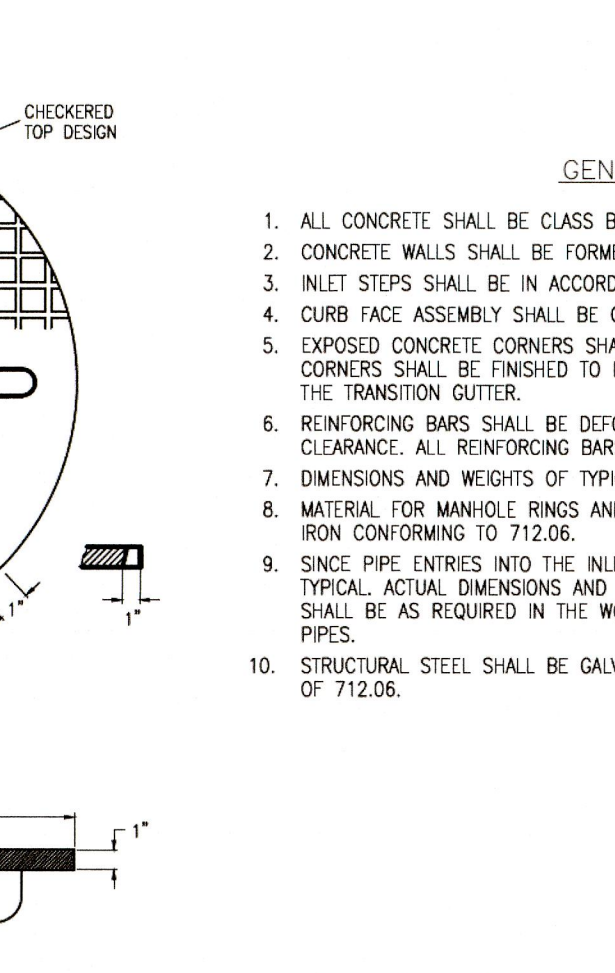 CHECKERED
TOP DESIGN
GEN
1. ALL CONCRETE SHALL BE CLASS B
2. CONCRETE WALLS SHALL BE FORME
3. INLET STEPS SHALL BE IN ACCORD
4. CURB FACE ASSEMBLY SHALL BE
5. EXPOSED CONCRETE CORNERS SHA
CORNERS SHALL BE FINISHED TO
THE TRANSITION GUTTER.
6. REINFORCING BARS SHALL BE DEFO
CLEARANCE. ALL REINFORCING BAR
7. DIMENSIONS AND WEIGHTS OF TYPI
8. MATERIAL FOR MANHOLE RINGS AN
IRON CONFORMING TO 712.06.
9. SINCE PIPE ENTRIES INTO THE INL
TYPICAL. ACTUAL DIMENSIONS AND
SHALL BE AS REQUIRED IN THE WO
PIPES.
10. STRUCTURAL STEEL SHALL BE GALV
OF 712.06.
1"
1"
1"